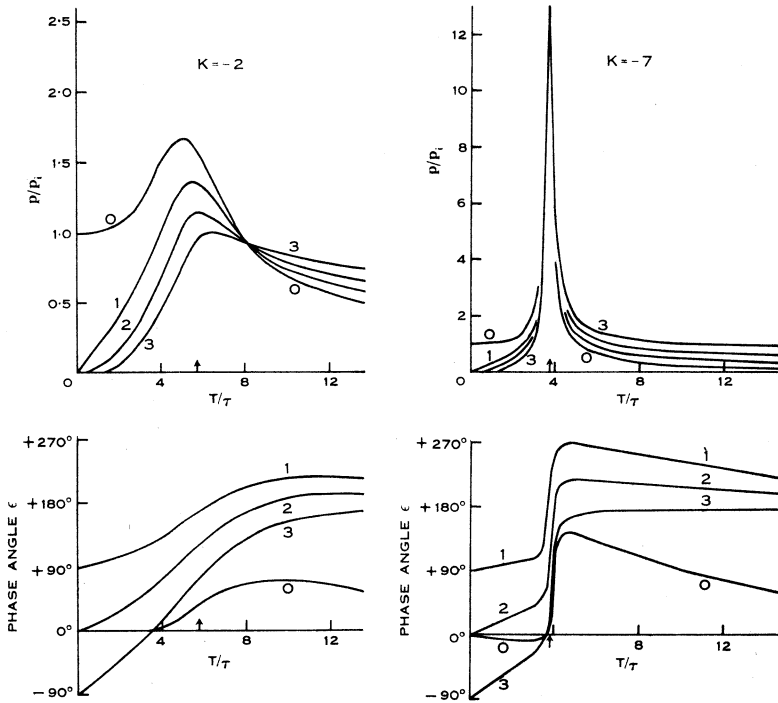 K = -2
p/pᵢ
2·5
2·0
1·5
1·0
0·5
O
4
8
12
T/τ
O
1
2
3
3
O
K = -7
p/pᵢ
12
10
8
6
4
2
O
4
8
12
T/τ
O
1
3
3
O
PHASE ANGLE ϵ
+270°
+180°
+90°
0°
-90°
4
8
12
T/τ
1
2
3
O
PHASE ANGLE ϵ
+270°
+180°
+90°
0°
-90°
4
8
12
T/τ
1
2
3
O
1
2
3
O